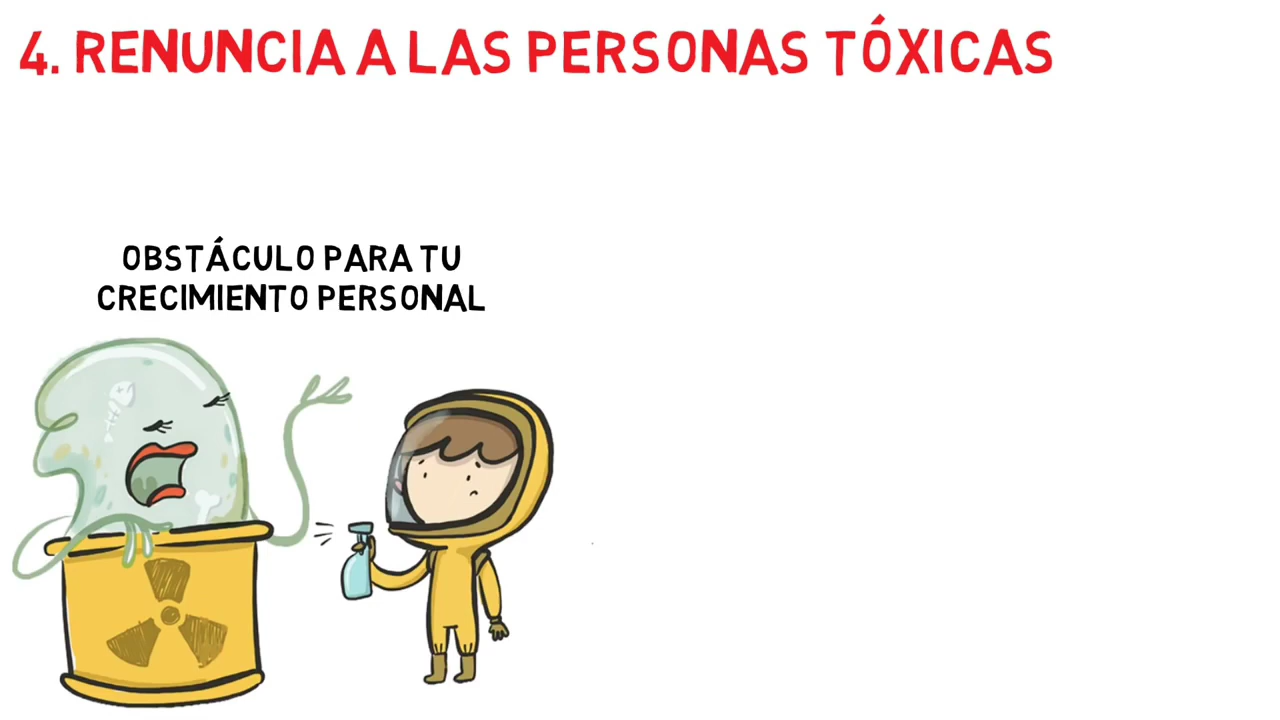 4. RENUNCIA A LAS PERSONAS TÓXICAS
OBSTÁCULO PARA TU
CRECIMIENTO PERSONAL